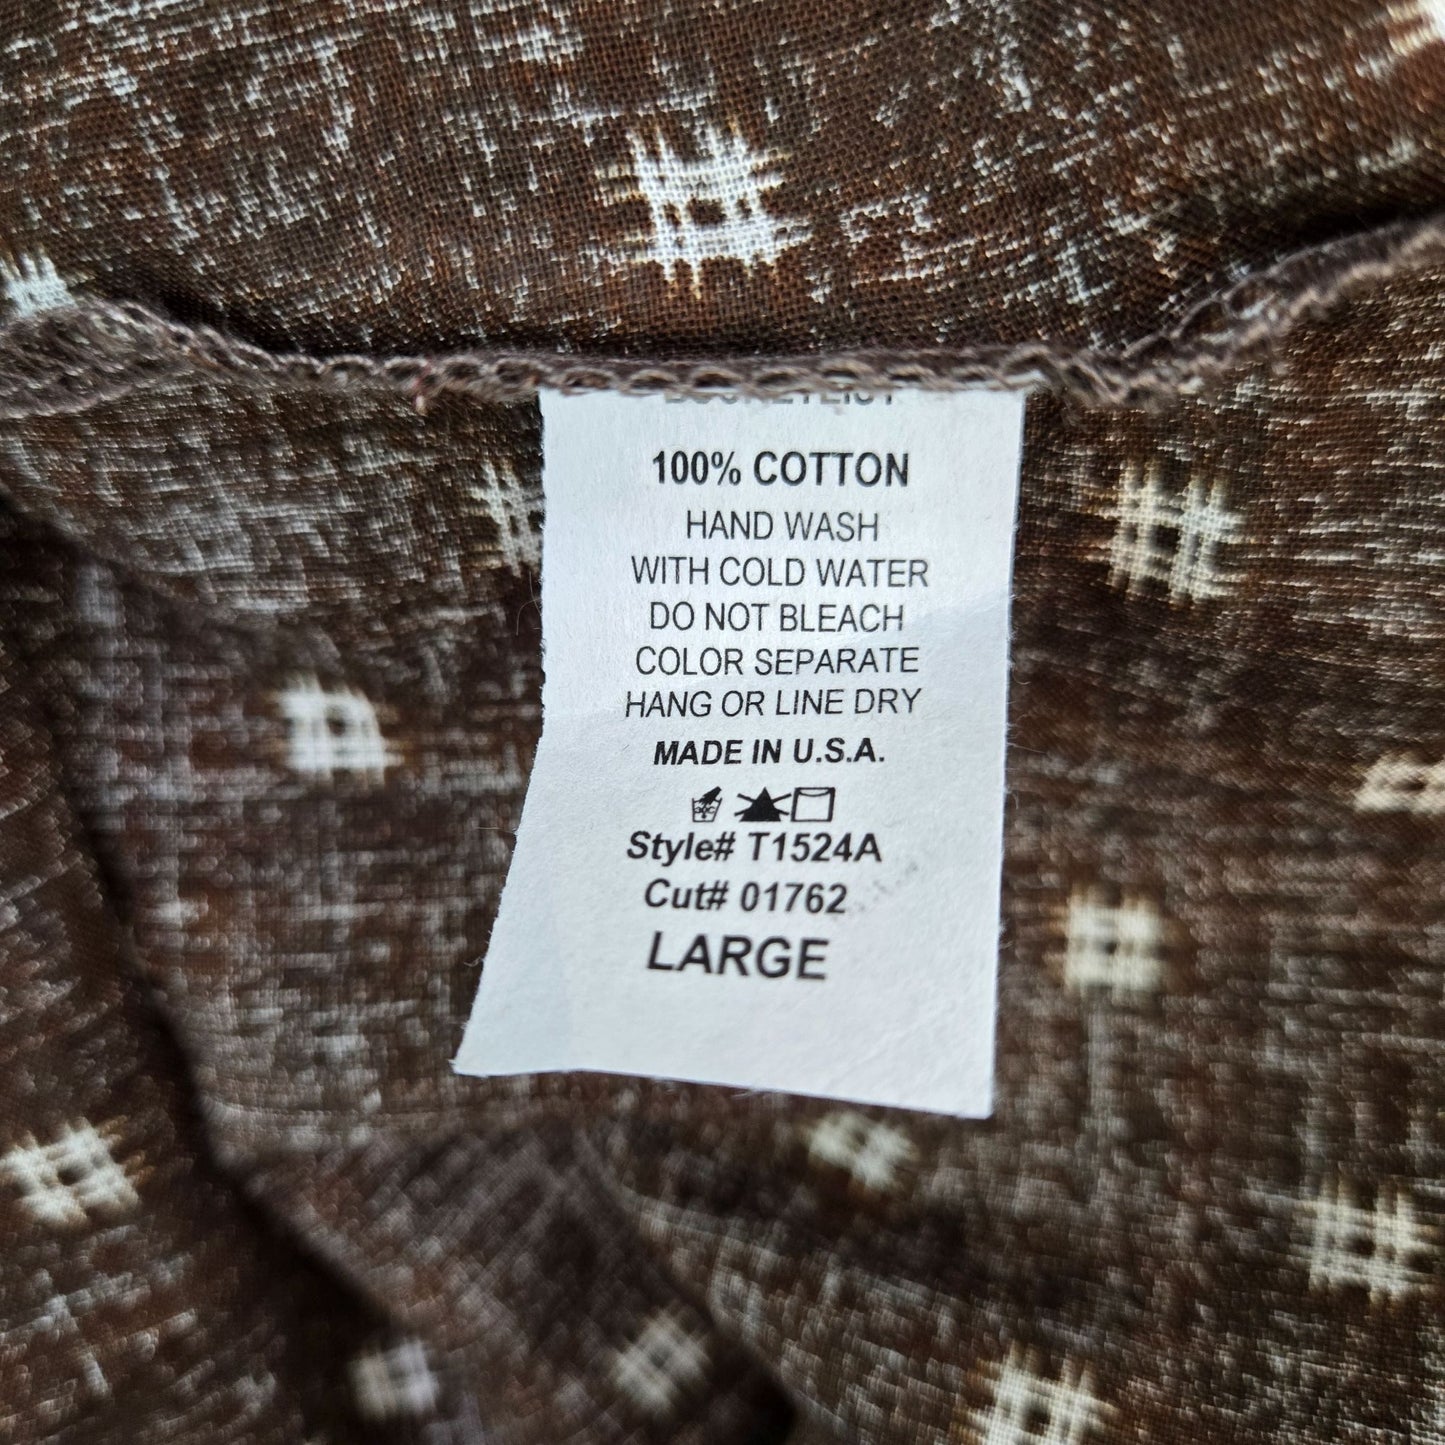 100% COTTON
HAND WASH
WITH COLD WATER
DO NOT BLEACH
COLOR SEPARATE
HANG OR LINE DRY
MADE IN U.S.A.
Style# T1524A
Cut# 01762
LARGE